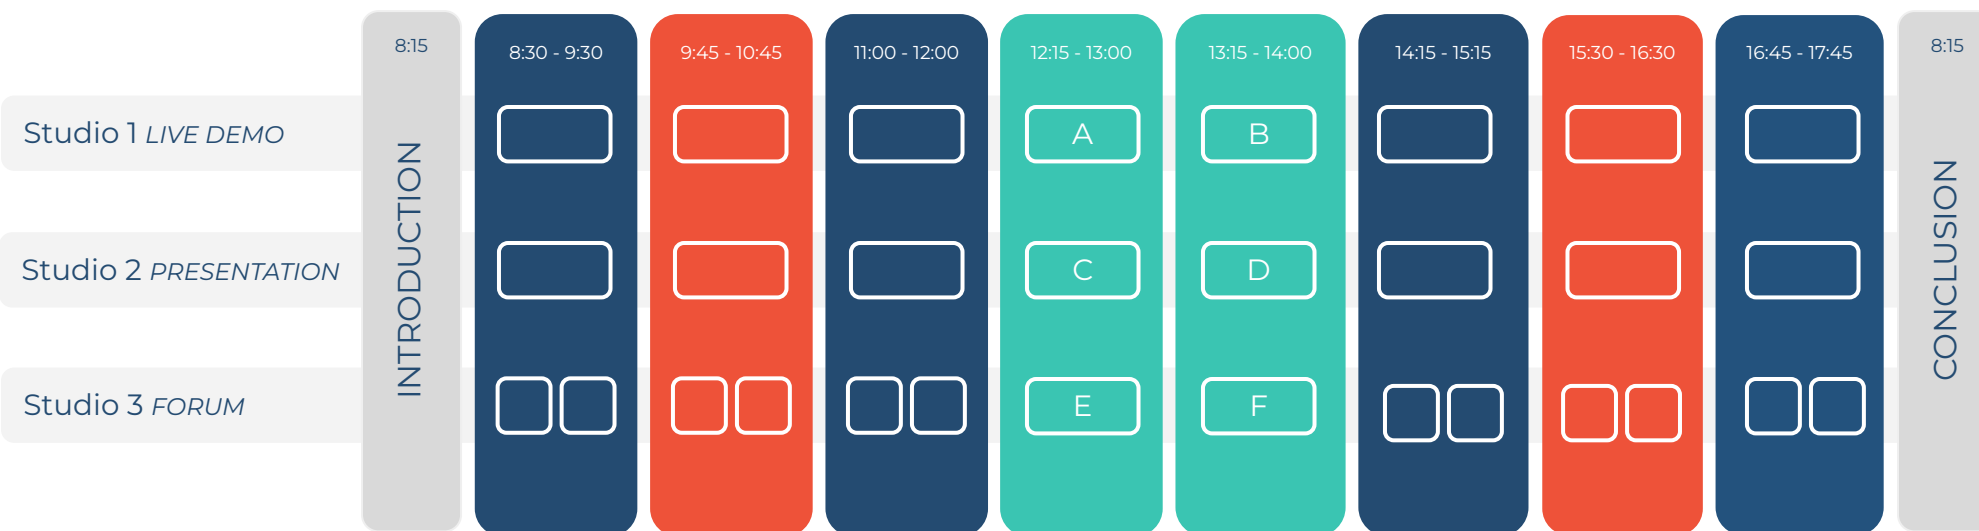 8:15
8:30 - 9:30
9:45 - 10:45
11:00 - 12:00
12:15 - 13:00
13:15 - 14:00
14:15 - 15:15
15:30 - 16:30
16:45 - 17:45
8:15
Studio 1 LIVE DEMO
A
B
Studio 2 PRESENTATION
C
D
Studio 3 FORUM
E
F
INTRODUCTION
CONCLUSION